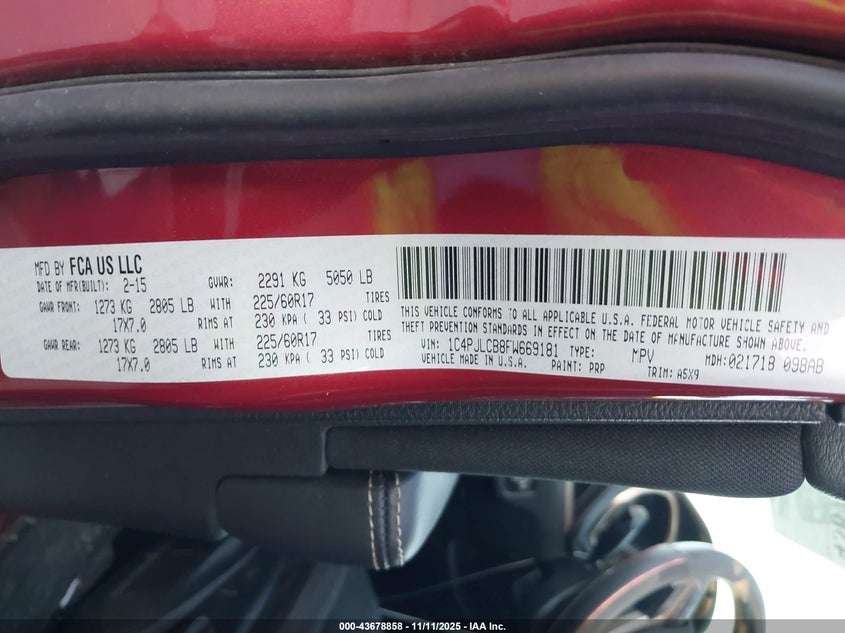 MFD BY FCA US LLC
DATE OF MFR(BUILT): 2-15 GVWR: 2291 KG 5050 LB
GAWR FRONT: 1273 KG 2805 LB WITH 225/60R17 TIRES
17X7.0 RIMS AT 230 KPA ( 33 PSI) COLD
GAWR REAR: 1273 KG 2805 LB WITH 225/60R17 TIRES
17X7.0 RIMS AT 230 KPA ( 33 PSI) COLD
THIS VEHICLE CONFORMS TO ALL APPLICABLE U.S.A. FEDERAL MOTOR VEHICLE SAFETY AND
THEFT PREVENTION STANDARDS IN EFFECT ON THE DATE OF MANUFACTURE SHOWN ABOVE.
VIN: 1C4PJLCB8FW669181 TYPE: MPV MDH:021718 098AB
VEHICLE MADE IN U.S.A. PAINT: PRP TRIM: A5X9
000-43678858 - 11/11/2025 - IAA Inc.